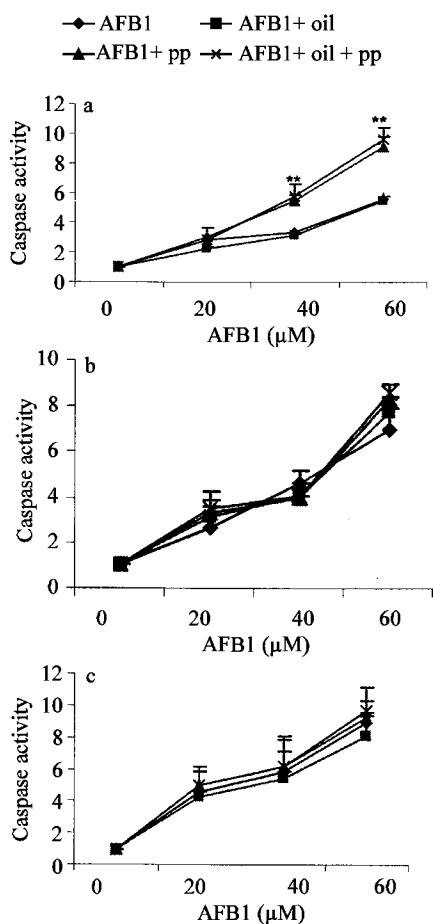 AFB1 AFB1+ oil
AFB1+ pp AFB1+ oil + pp
a
Caspase activity
12
10
8
6
4
2
0
**
**
0 20 40 60
AFB1 (µM)
b
Caspase activity
10
8
6
4
2
0
0 20 40 60
AFB1 (µM)
c
Caspase activity
12
10
8
6
4
2
0
0 20 40 60
AFB1 (µM)